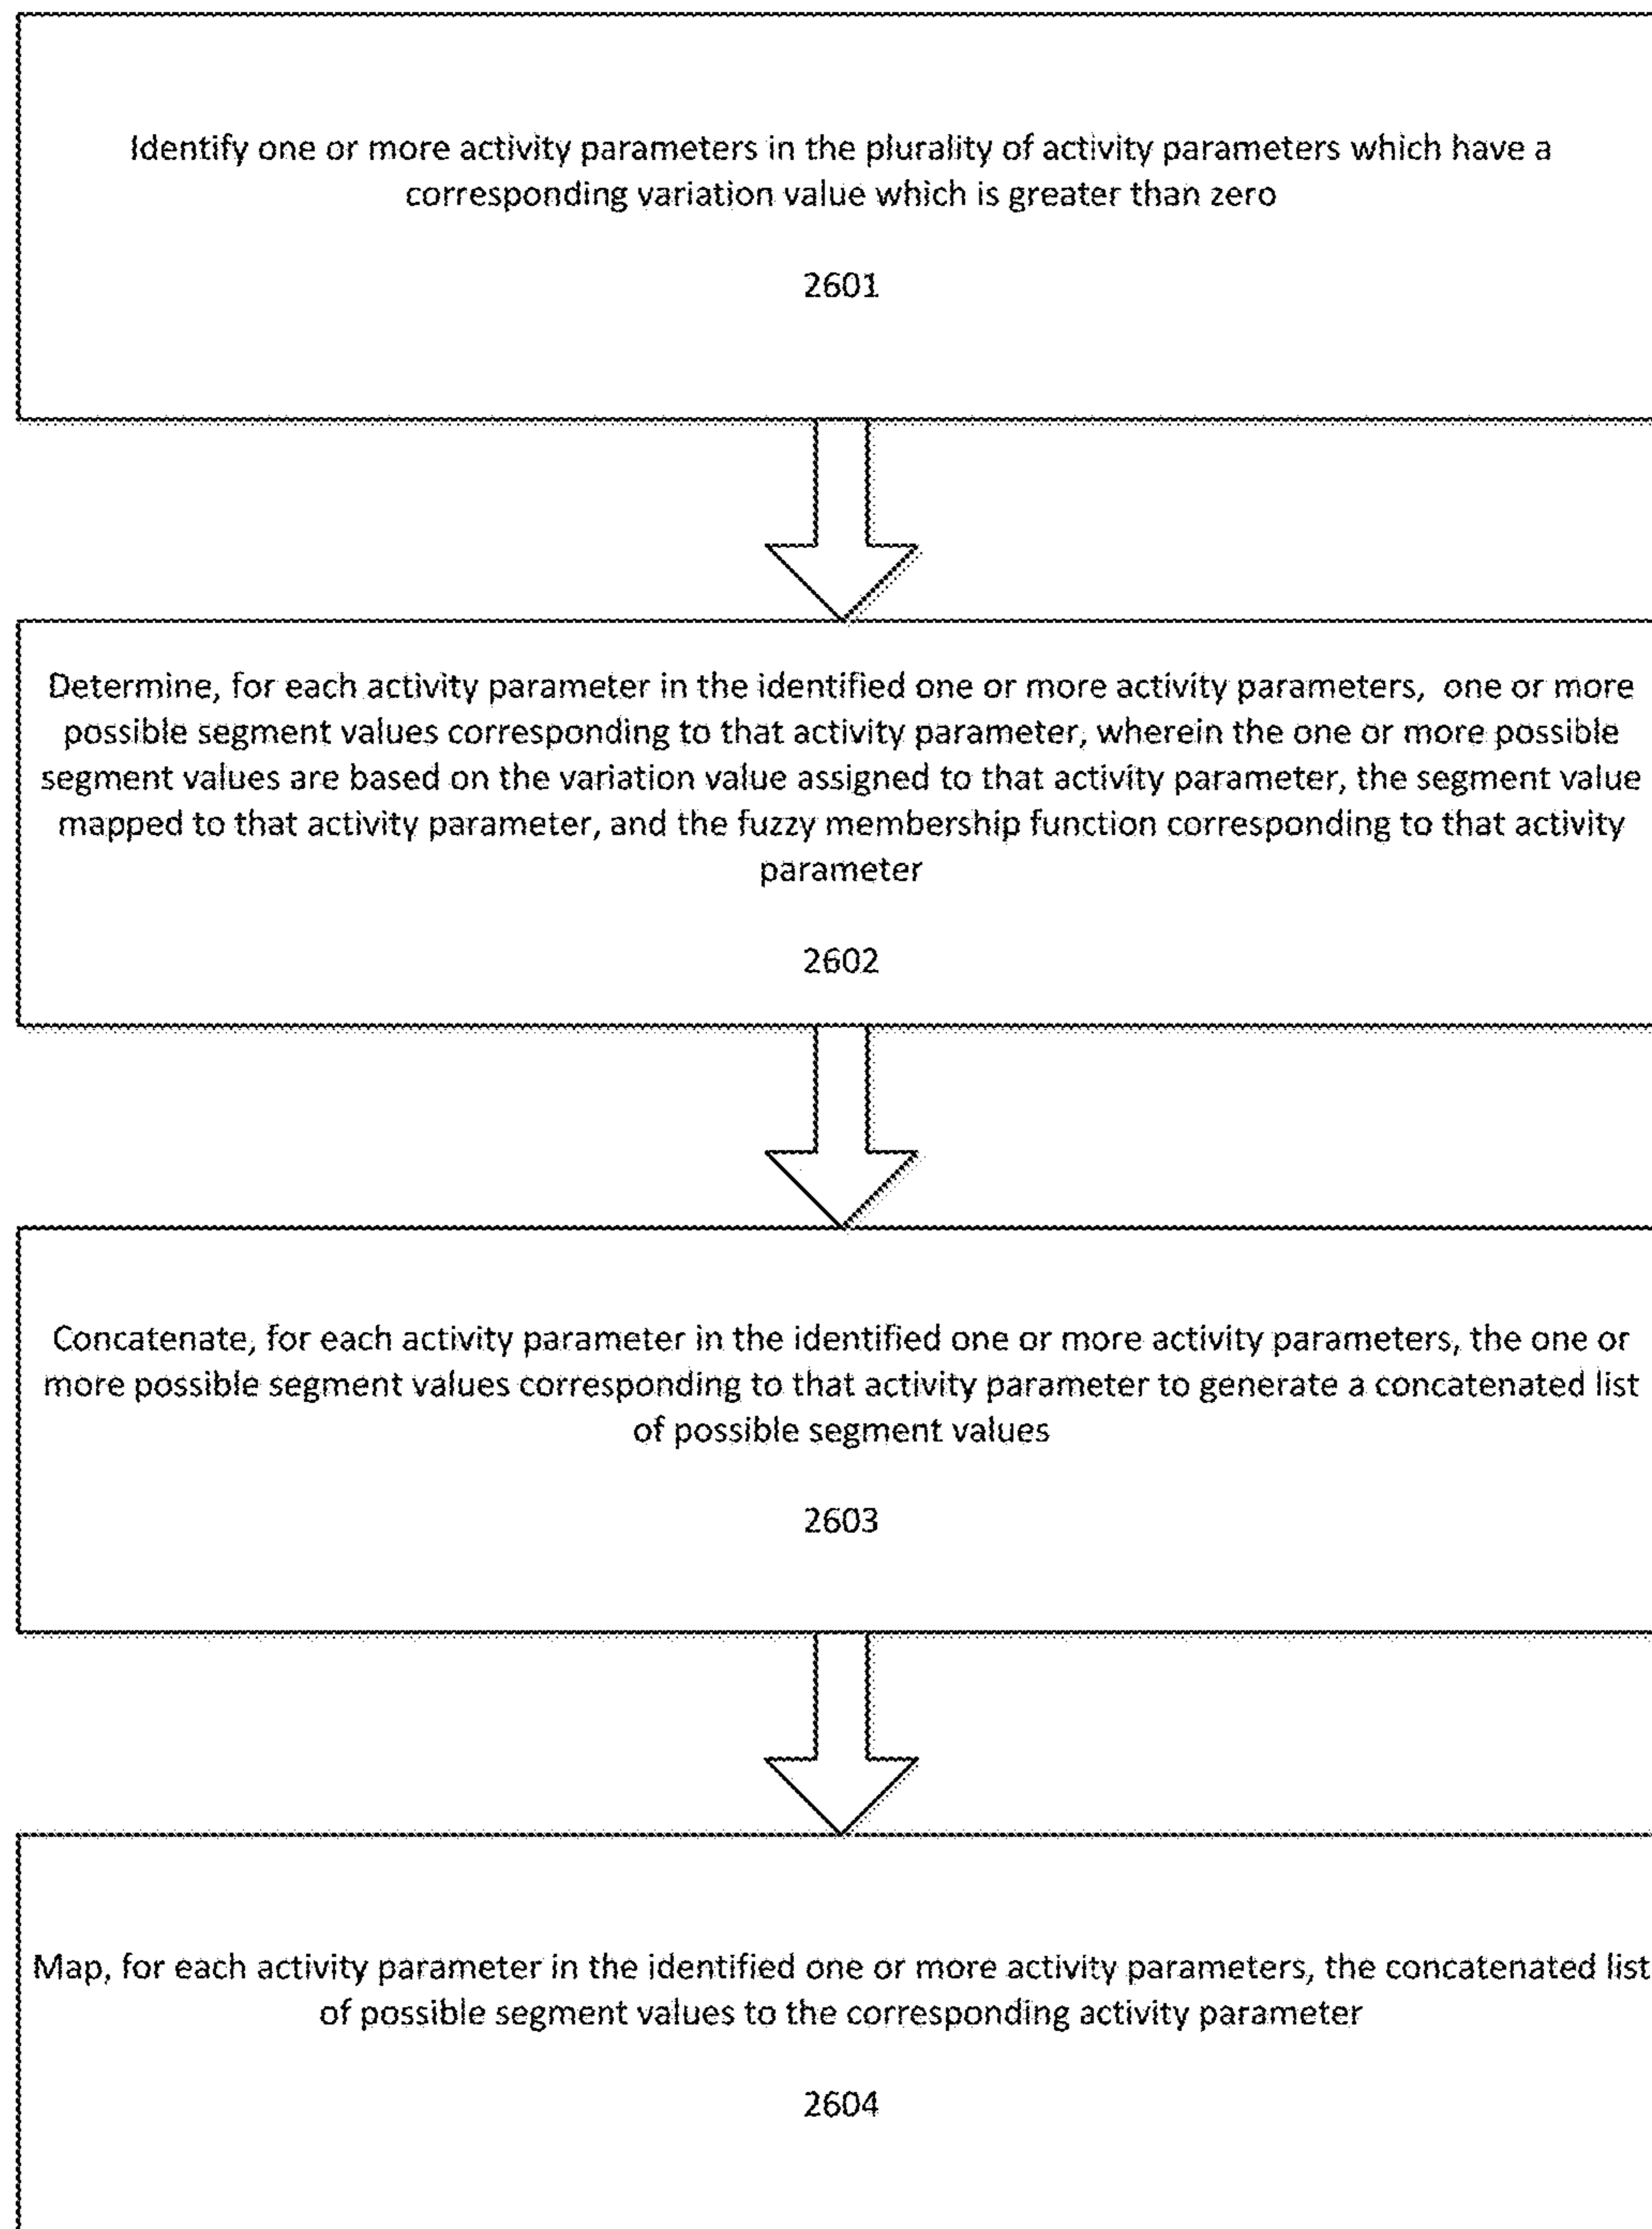 Identify one or more activity parameters in the plurality of activity parameters which have a
corresponding variation value which is greater than zero
2601
Determine, for each activity parameter in the identified one or more activity parameters, one or more
possible segment values corresponding to that activity parameter, wherein the one or more possible
segment values are based on the variation value assigned to that activity parameter, the segment value
mapped to that activity parameter, and the fuzzy membership function corresponding to that activity
parameter
2602
Concatenate, for each activity parameter in the identified one or more activity parameters, the one or
more possible segment values corresponding to that activity parameter to generate a concatenated list
of possible segment values
2603
Map, for each activity parameter in the identified one or more activity parameters, the concatenated list
of possible segment values to the corresponding activity parameter
2604